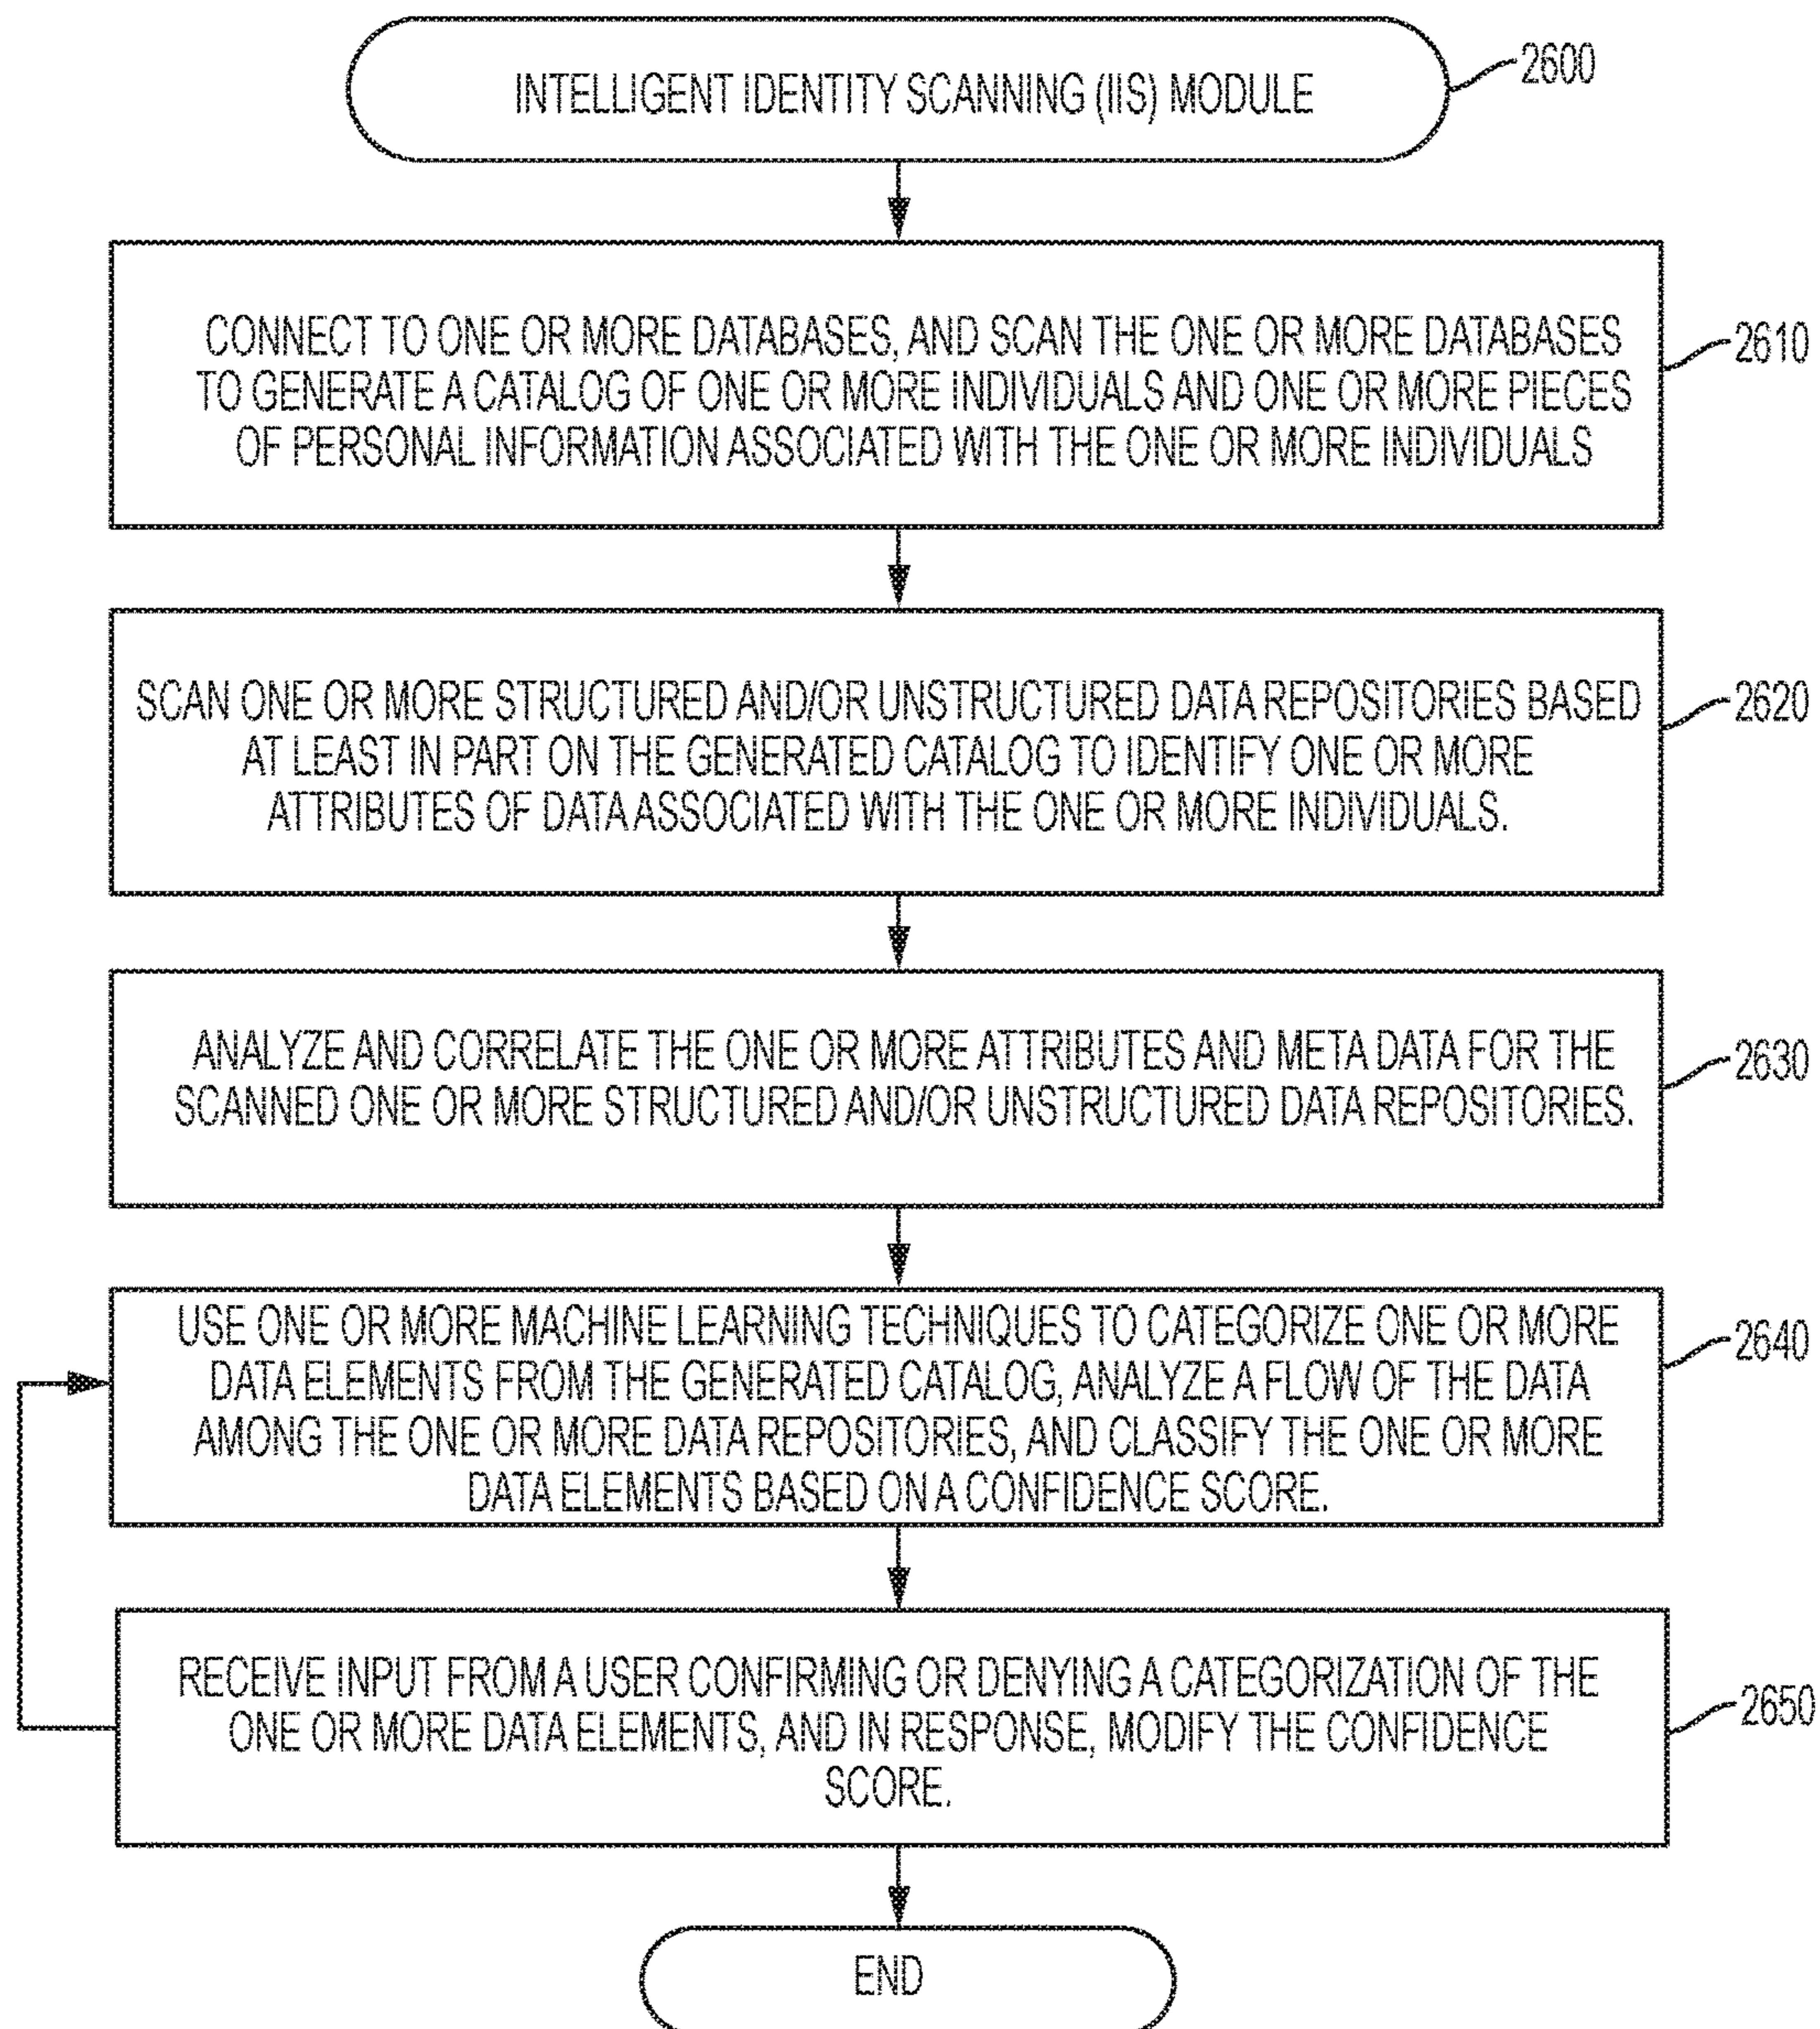 INTELLIGENT IDENTITY SCANNING (IIS) MODULE
2600
CONNECT TO ONE OR MORE DATABASES, AND SCAN THE ONE OR MORE DATABASES
TO GENERATE A CATALOG OF ONE OR MORE INDIVIDUALS AND ONE OR MORE PIECES
OF PERSONAL INFORMATION ASSOCIATED WITH THE ONE OR MORE INDIVIDUALS
2610
SCAN ONE OR MORE STRUCTURED AND/OR UNSTRUCTURED DATA REPOSITORIES BASED
AT LEAST IN PART ON THE GENERATED CATALOG TO IDENTIFY ONE OR MORE
ATTRIBUTES OF DATA ASSOCIATED WITH THE ONE OR MORE INDIVIDUALS.
2620
ANALYZE AND CORRELATE THE ONE OR MORE ATTRIBUTES AND META DATA FOR THE
SCANNED ONE OR MORE STRUCTURED AND/OR UNSTRUCTURED DATA REPOSITORIES.
2630
USE ONE OR MORE MACHINE LEARNING TECHNIQUES TO CATEGORIZE ONE OR MORE
DATA ELEMENTS FROM THE GENERATED CATALOG, ANALYZE A FLOW OF THE DATA
AMONG THE ONE OR MORE DATA REPOSITORIES, AND CLASSIFY THE ONE OR MORE
DATA ELEMENTS BASED ON A CONFIDENCE SCORE.
2640
RECEIVE INPUT FROM A USER CONFIRMING OR DENYING A CATEGORIZATION OF THE
ONE OR MORE DATA ELEMENTS, AND IN RESPONSE, MODIFY THE CONFIDENCE
SCORE.
2650
END